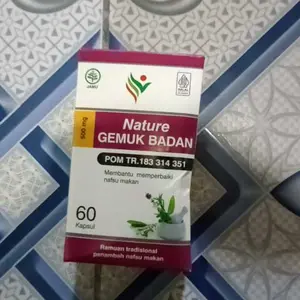 JAMU
500 mg
Nature
GEMUK BADAN
POM TR.183 314 351
Membantu memperbaiki
nafsu makan
60
Kapsul
Ramuan tradisional
penambah nafsu makan